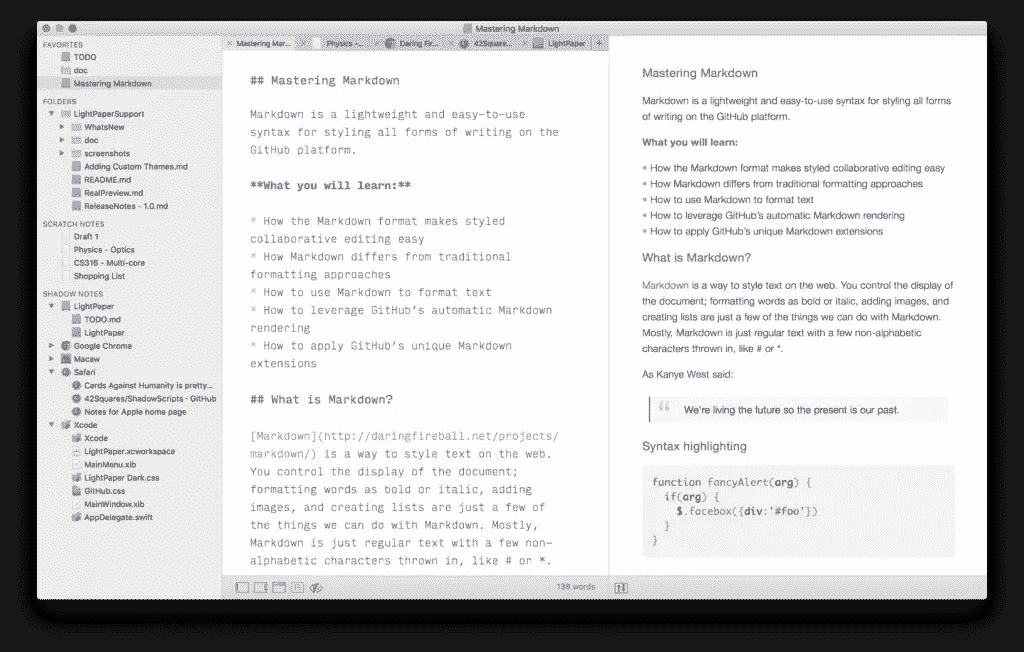 Mastering Markdown
FAVORITES
TODO
doc
Mastering Markdown
FOLDERS
LightPaperSupport
WhatsNew
doc
screenshots
Adding Custom Themes.md
README.md
RealPreview.md
ReleaseNotes - 1.0.md
SCRATCH NOTES
Draft 1
Physics - Optics
CS316 - Multi-core
Shopping List
SHADOW NOTES
LightPaper
TODO.md
LightPaper
Google Chrome
Macaw
Safari
Cards Against Humanity is pretty...
42Squares/ShadowScripts · GitHub
Notes for Apple home page
Xcode
Xcode
LightPaper.xcworkspace
MainMenu.xib
LightPaper Dark.css
GitHub.css
MainWindow.xib
AppDelegate.swift
Mastering Mar... Physics -... Daring Fir... 42Square... LightPaper +
## Mastering Markdown
Markdown is a lightweight and easy-to-use
syntax for styling all forms of writing on the
GitHub platform.
**What you will learn:**
* How the Markdown format makes styled
collaborative editing easy
* How Markdown differs from traditional
formatting approaches
* How to use Markdown to format text
* How to leverage GitHub's automatic Markdown
rendering
* How to apply GitHub's unique Markdown
extensions
## What is Markdown?
[Markdown](http://daringfireball.net/projects/
markdown/) is a way to style text on the web.
You control the display of the document;
formatting words as bold or italic, adding
images, and creating lists are just a few of
the things we can do with Markdown. Mostly,
Markdown is just regular text with a few non-
alphabetic characters thrown in, like # or *.
138 words
Mastering Markdown
Markdown is a lightweight and easy-to-use syntax for styling all forms
of writing on the GitHub platform.
What you will learn:
• How the Markdown format makes styled collaborative editing easy
• How Markdown differs from traditional formatting approaches
• How to use Markdown to format text
• How to leverage GitHub's automatic Markdown rendering
• How to apply GitHub's unique Markdown extensions
What is Markdown?
Markdown is a way to style text on the web. You control the display of
the document; formatting words as bold or italic, adding images, and
creating lists are just a few of the things we can do with Markdown.
Mostly, Markdown is just regular text with a few non-alphabetic
characters thrown in, like # or *.
As Kanye West said:
“ We're living the future so the present is our past.
Syntax highlighting
function fancyAlert(arg) {
if(arg) {
$.facebox({div:'#foo'})
}
}